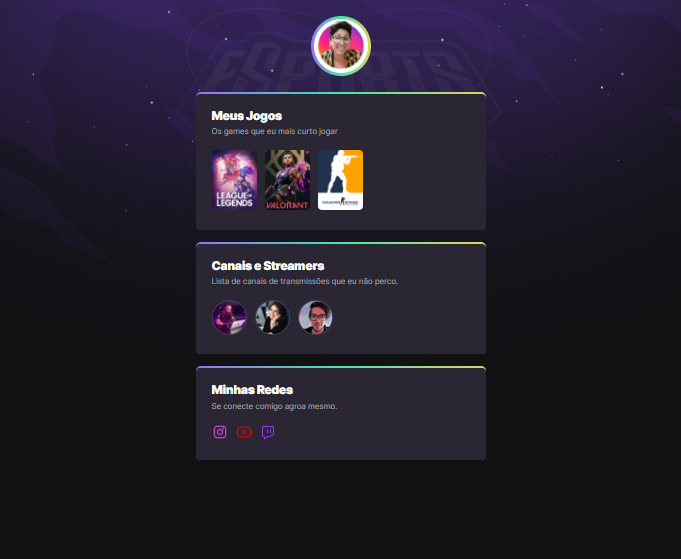 ESPORTS
Meus Jogos
Os games que eu mais curto jogar
LEAGUE OF
LEGENDS
VALORANT
COUNTER STRIKE
Canais e Streamers
Lista de canais de transmissões que eu não perco.
Minhas Redes
Se conecte comigo agroa mesmo.